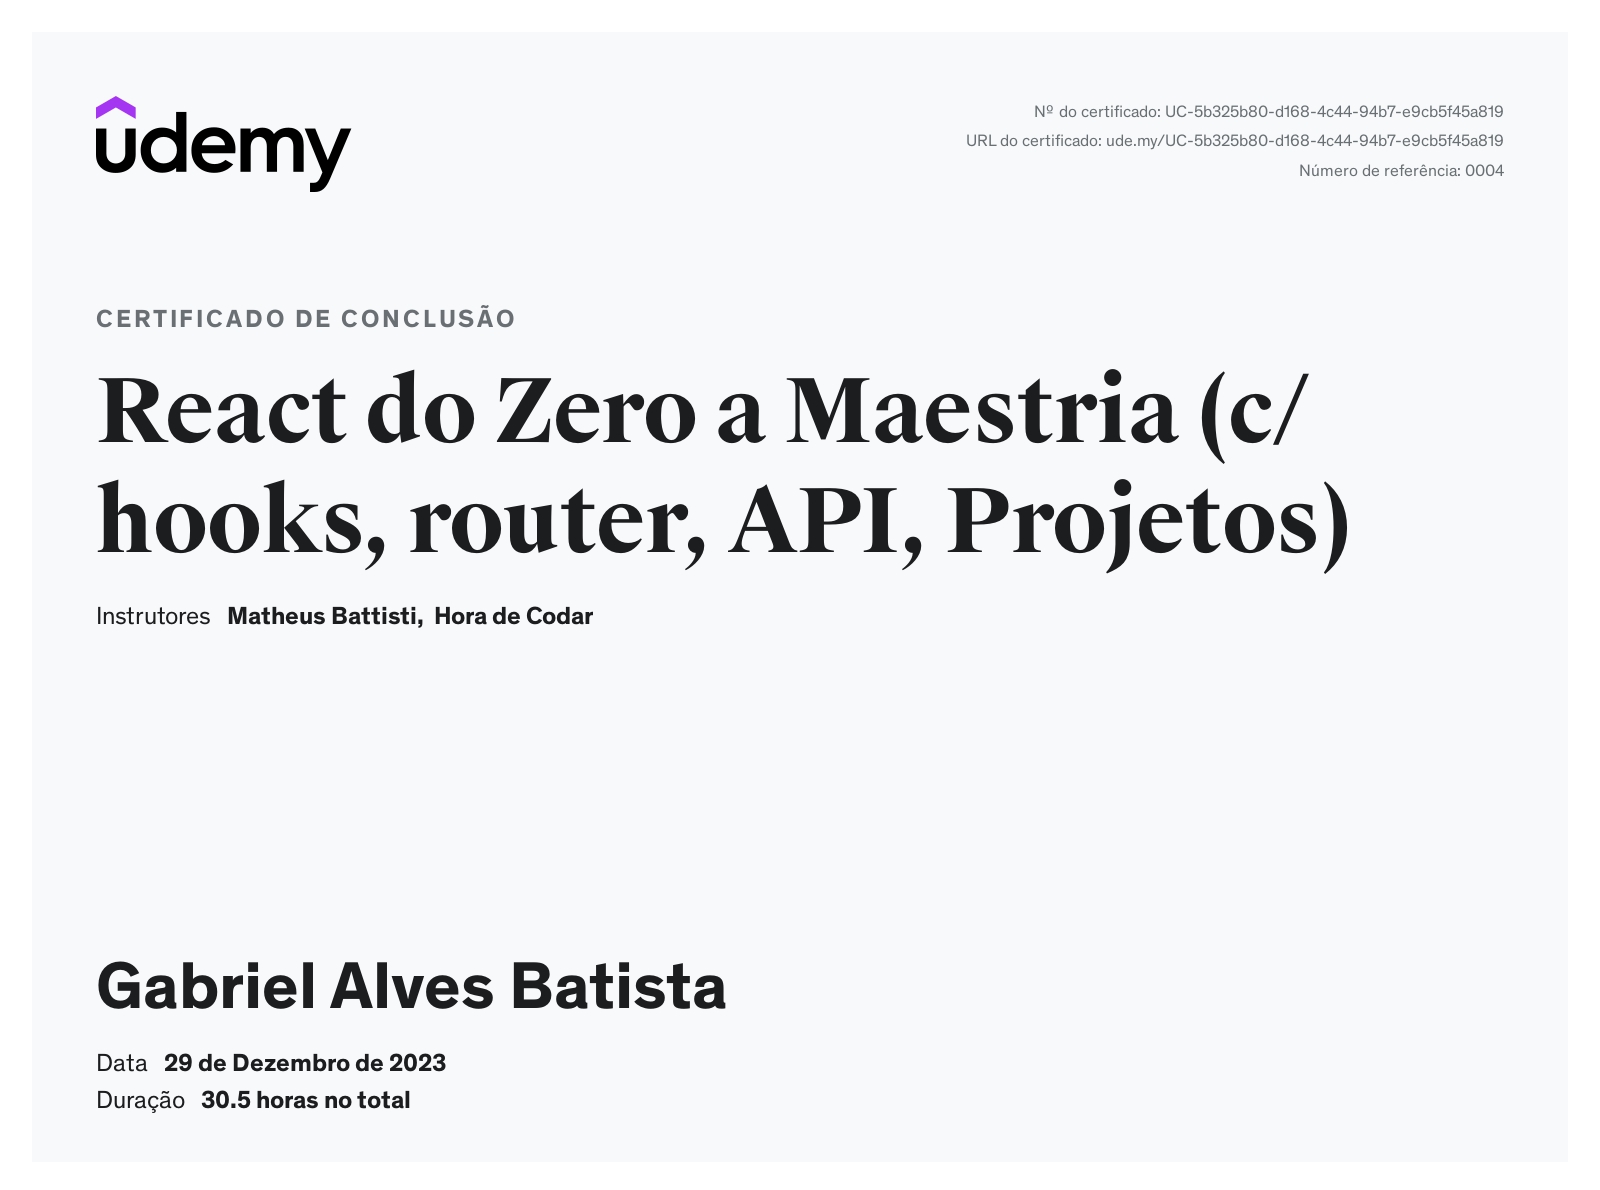 udemy
Nº do certificado: UC-5b325b80-d168-4c44-94b7-e9cb5f45a819
URL do certificado: ude.my/UC-5b325b80-d168-4c44-94b7-e9cb5f45a819
Número de referência: 0004
CERTIFICADO DE CONCLUSÃO
React do Zero a Maestria (c/
hooks, router, API, Projetos)
Instrutores Matheus Battisti, Hora de Codar
Gabriel Alves Batista
Data 29 de Dezembro de 2023
Duração 30.5 horas no total